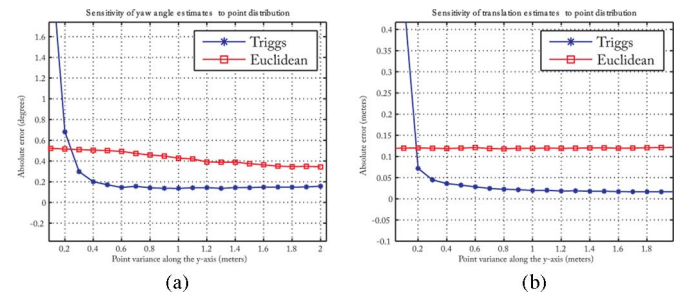 Sensitivity of yaw angle estimates to point distribution
Triggs
Euclidean
Absolute error (degrees)
1.6
1.4
1.2
1
0.8
0.6
0.4
0.2
0
-0.2
0.2 0.4 0.6 0.8 1 1.2 1.4 1.6 1.8 2
Point variance along the y-axis (meters)
(a)
Sensitivity of translation estimates to point distribution
Triggs
Euclidean
Absolute error (meters)
0.4
0.35
0.3
0.25
0.2
0.15
0.1
0.05
0
-0.05
-0.1
0.2 0.4 0.6 0.8 1 1.2 1.4 1.6 1.8
Point variance along the y-axis (meters)
(b)